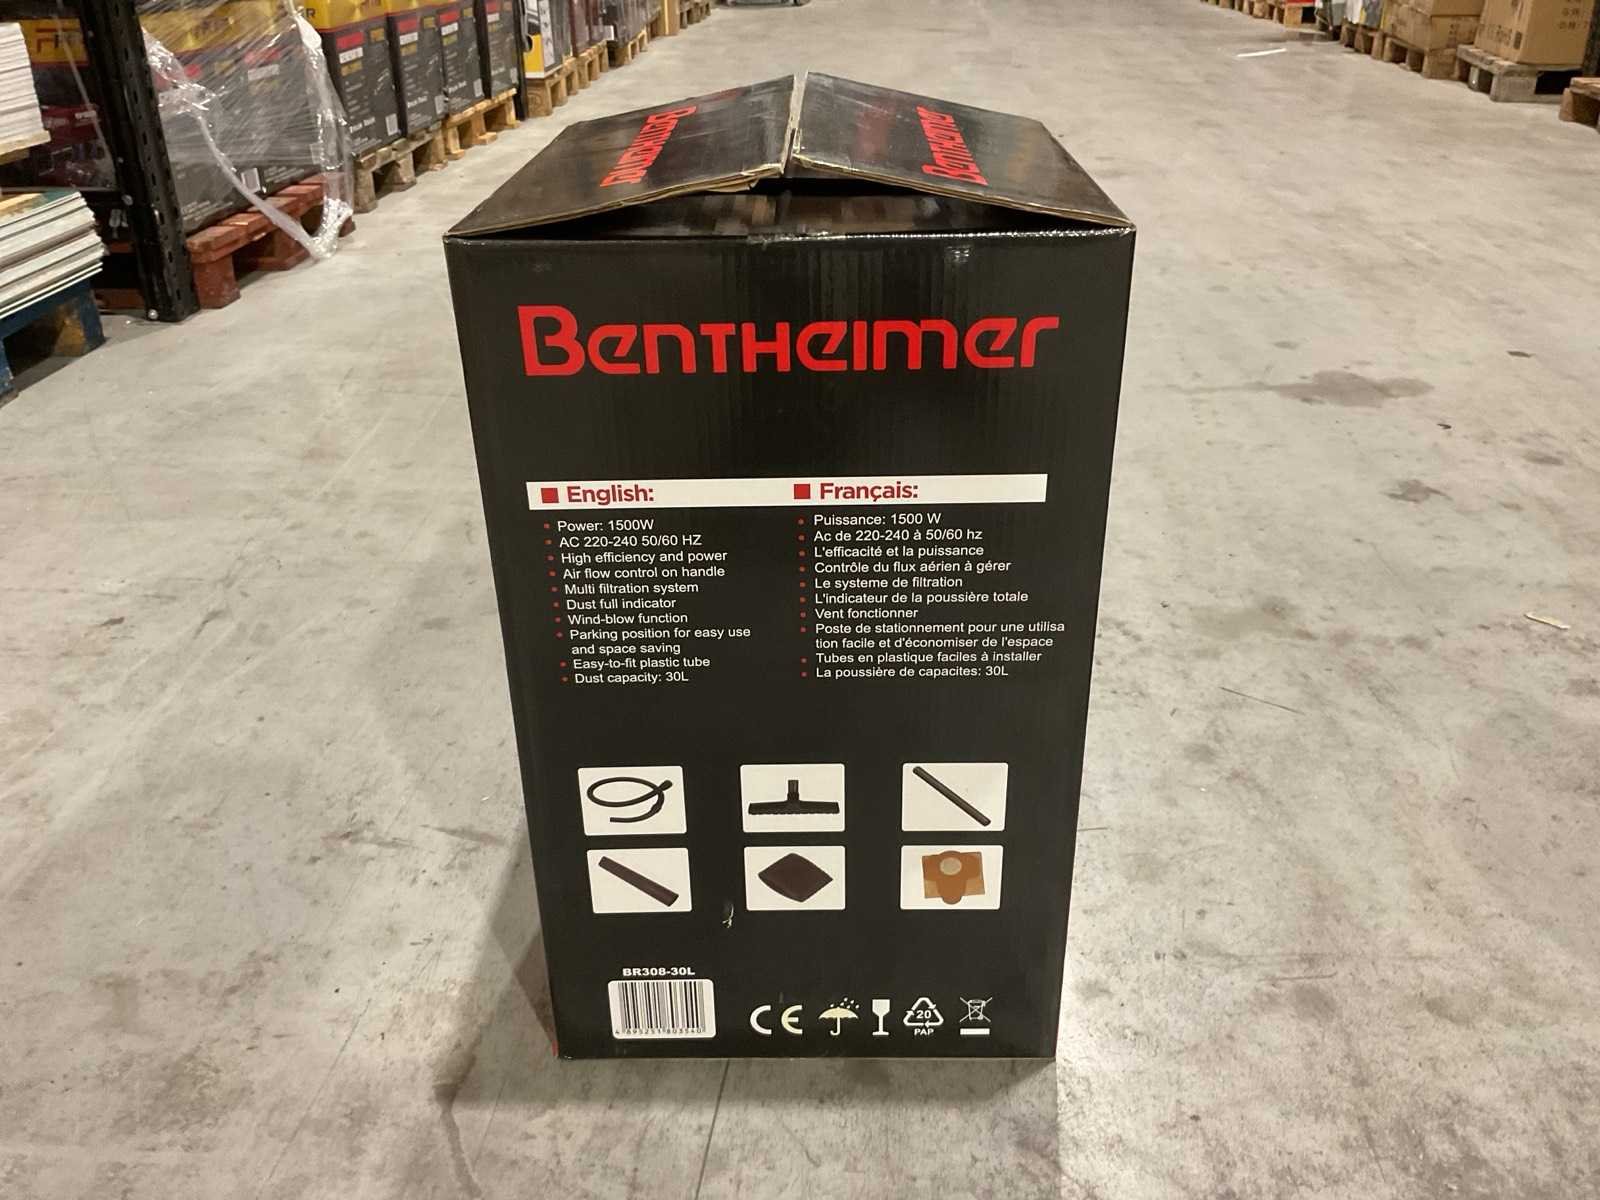 Bentheimer
Bentheimer
Bentheimer
English:
Power: 1500W
AC 220-240 50/60 HZ
High efficiency and power
Air flow control on handle
Multi filtration system
Dust full indicator
Wind-blow function
Parking position for easy use
and space saving
Easy-to-fit plastic tube
Dust capacity: 30L
Français:
Puissance: 1500 W
Ac de 220-240 à 50/60 hz
L'efficacité et la puissance
Contrôle du flux aérien à gérer
Le systeme de filtration
L'indicateur de la poussière totale
Vent fonctionner
Poste de stationnement pour une utilisa
tion facile et d'économiser de l'espace
Tubes en plastique faciles à installer
La poussière de capacites: 30L
BR308-30L
4 895251 803540
CE
20
PAP